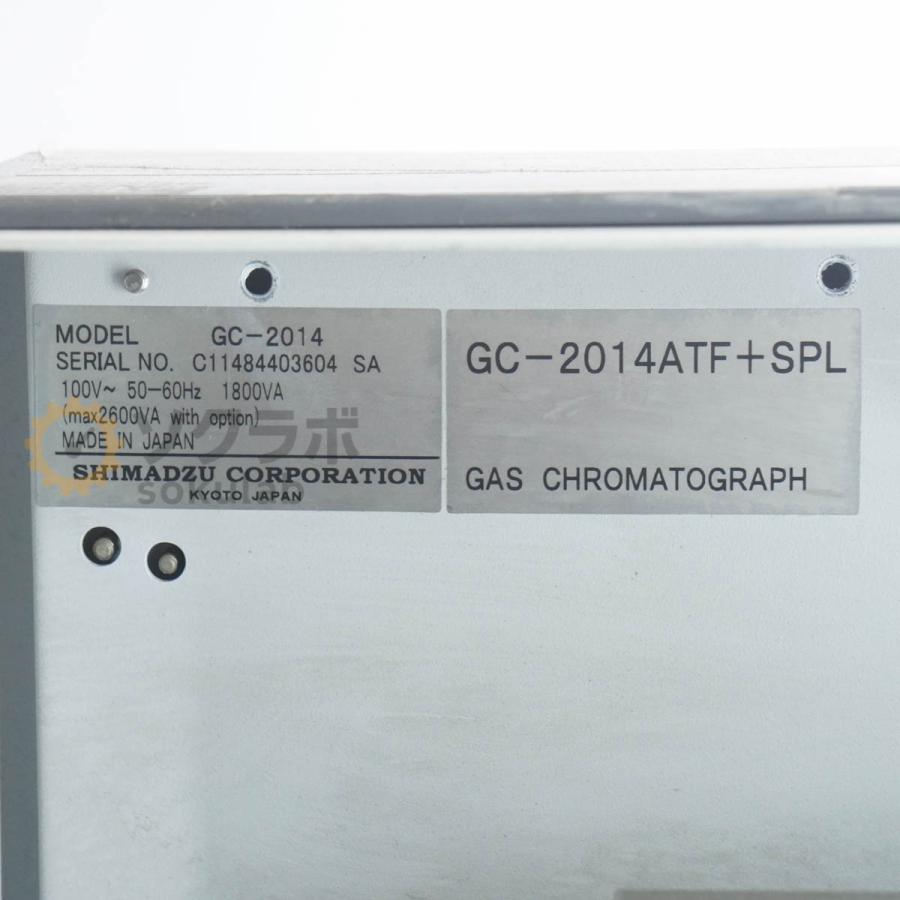 MODEL GC-2014
SERIAL NO. C11484403604 SA
100V~ 50-60Hz 1800VA
(max2600VA with option)
MADE IN JAPAN
SHIMADZU CORPORATION
KYOTO JAPAN
GC-2014ATF+SPL
GAS CHROMATOGRAPH
ソクラボ
sokulab